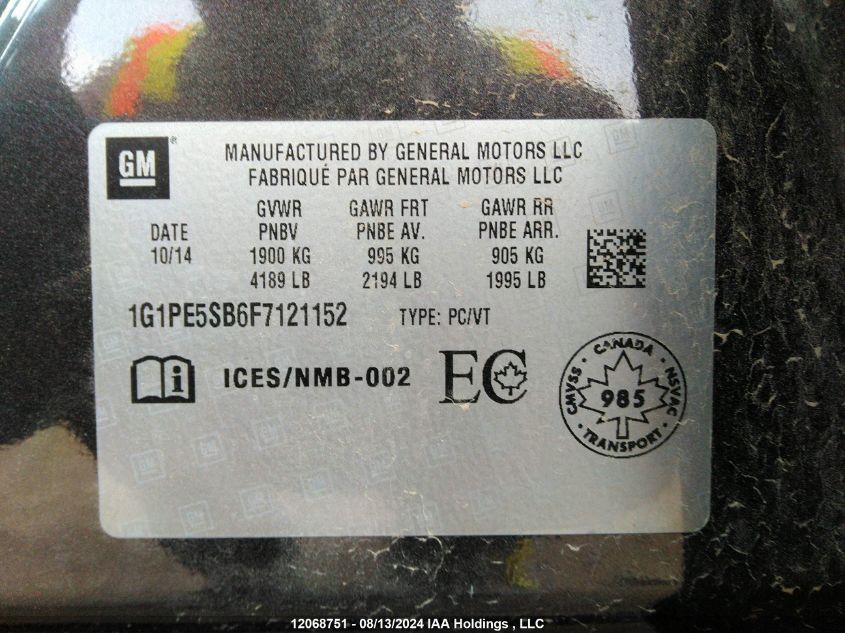 GM
MANUFACTURED BY GENERAL MOTORS LLC
FABRIQUÉ PAR GENERAL MOTORS LLC
GVWR GAWR FRT GAWR RR
DATE PNBV PNBE AV. PNBE ARR.
10/14 1900 KG 995 KG 905 KG
4189 LB 2194 LB 1995 LB
1G1PE5SB6F7121152 TYPE: PC/VT
i ICES/NMB-002 EC
CANADA
CMVSS 985 NSVAC
TRANSPORT
12068751 - 08/13/2024 IAA Holdings , LLC